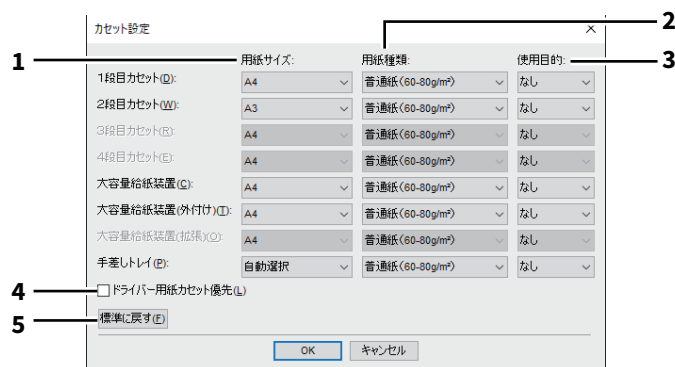 カセット設定 ×
2
1 用紙サイズ: 用紙種類: 使用目的: 3
1段目カセット(D): A4 普通紙(60-80g/m²) なし
2段目カセット(W): A3 普通紙(60-80g/m²) なし
3段目カセット(R): A4 普通紙(60-80g/m²) なし
4段目カセット(E): A4 普通紙(60-80g/m²) なし
大容量給紙装置(C): A4 普通紙(60-80g/m²) なし
大容量給紙装置(外付け)(T): A4 普通紙(60-80g/m²) なし
大容量給紙装置(拡張)(O): A4 普通紙(60-80g/m²) なし
手差しトレイ(P): 自動選択 普通紙(60-80g/m²) なし
4 ドライバー用紙カセット優先(L)
5 標準に戻す(F)
OK キャンセル